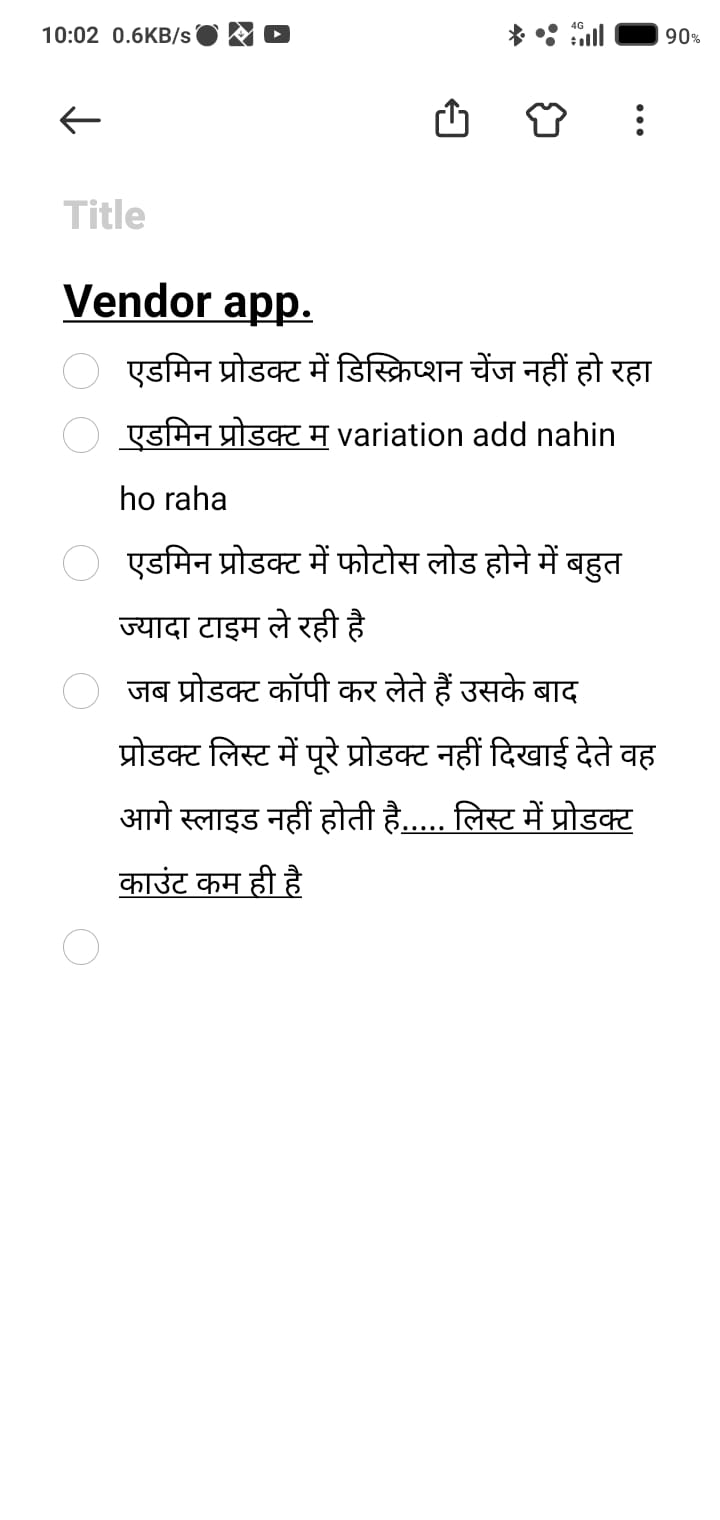 10:02 0.6KB/s 4G 90%
Title
Vendor app.
एडमिन प्रोडक्ट में डिस्क्रिप्शन चेंज नहीं हो रहा
एडमिन प्रोडक्ट म variation add nahin
ho raha
एडमिन प्रोडक्ट में फोटोस लोड होने में बहुत
ज्यादा टाइम ले रही है
जब प्रोडक्ट कॉपी कर लेते हैं उसके बाद
प्रोडक्ट लिस्ट में पूरे प्रोडक्ट नहीं दिखाई देते वह
आगे स्लाइड नहीं होती है..... लिस्ट में प्रोडक्ट
काउंट कम ही है